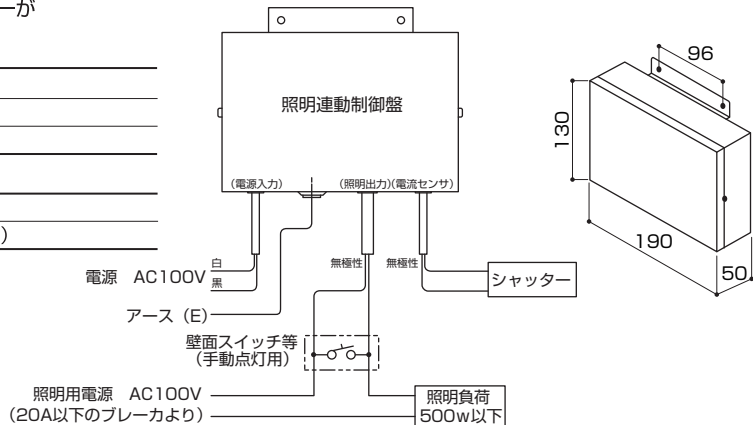 ーが
)
照明連動制御盤
(電源入力)
(照明出力)(電流センサ)
白
電源 AC100V
黒
無極性
無極性
シャッター
アース(E)
壁面スイッチ等
(手動点灯用)
照明用電源 AC100V
(20A以下のブレーカより)
照明負荷
500w以下
96
130
190
50